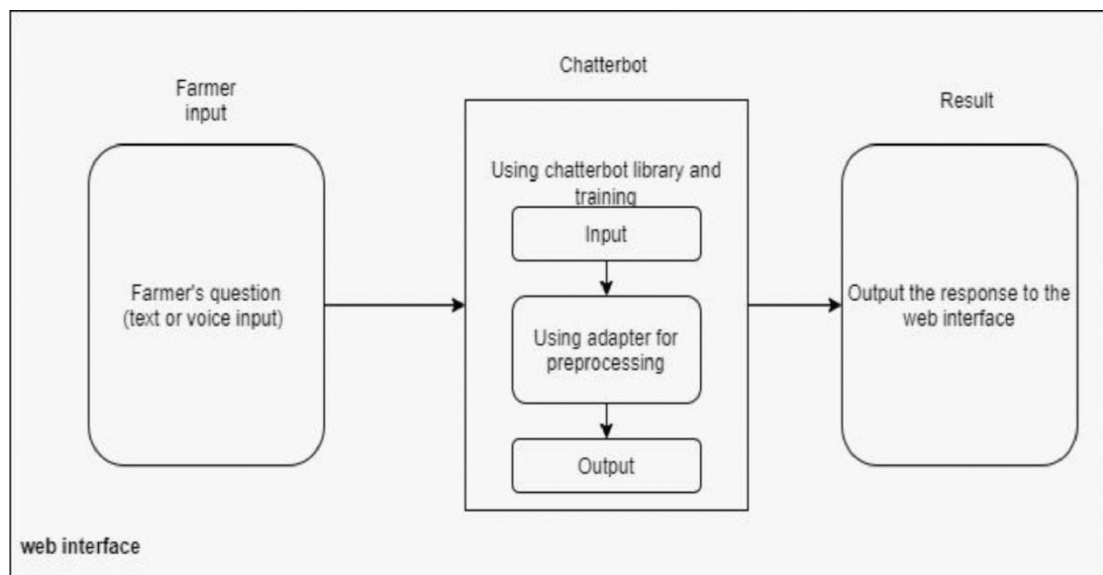 Farmer
input
Farmer's question
(text or voice input)
Chatterbot
Using chatterbot library and
training
Input
Using adapter for
preprocessing
Output
Result
Output the response to the
web interface
web interface